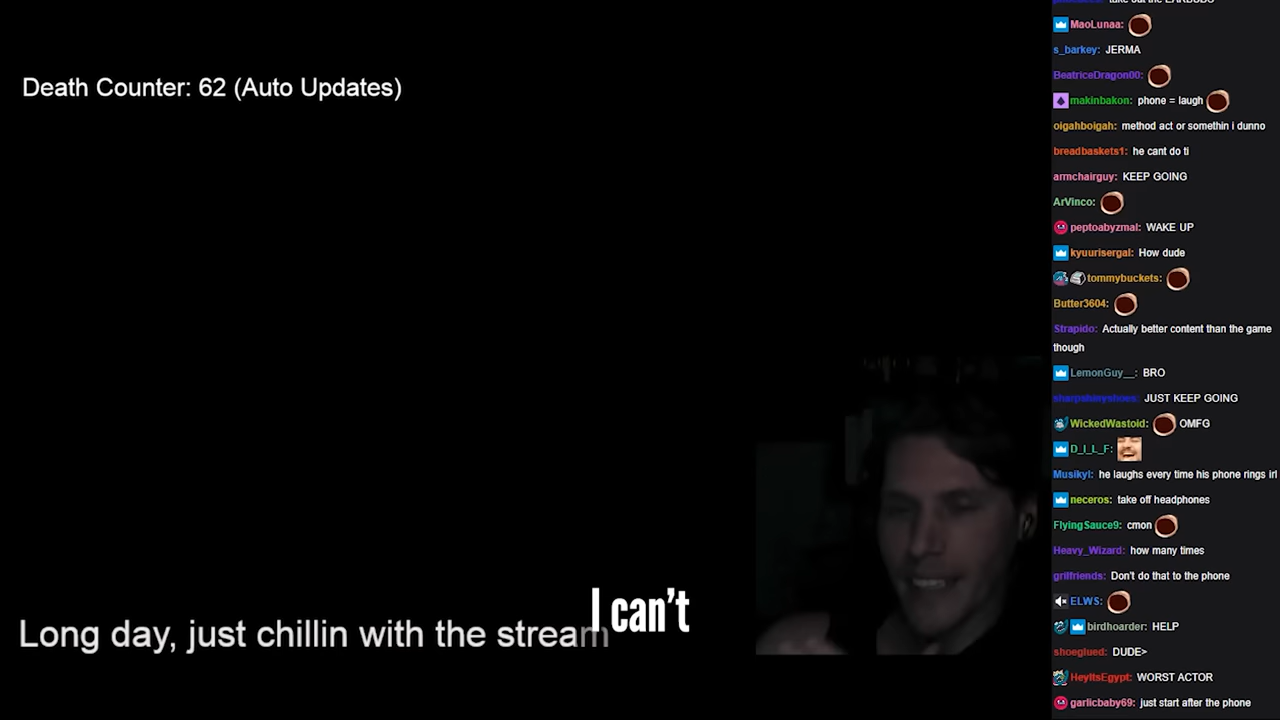 Death Counter: 62 (Auto Updates)
I can't
Long day, just chillin with the stream
MaoLunaa:
s_barkey: JERMA
BeatriceDragon00:
makinbakon: phone = laugh
oigahboigah: method act or somethin i dunno
breadbaskets1: he cant do ti
armchairguy: KEEP GOING
ArVinco:
peptoabyzmal: WAKE UP
kyuurisergal: How dude
tommybuckets:
Butter3604:
Strapido: Actually better content than the game
though
LemonGuy__: BRO
sharpshinyshoes: JUST KEEP GOING
WickedWastoid: OMFG
D_I_L_F:
Musikyl: he laughs every time his phone rings irl
neceros: take off headphones
FlyingSauce9: cmon
Heavy_Wizard: how many times
grilfriends: Don't do that to the phone
ELWS:
birdhoarder: HELP
shoeglued: DUDE>
HeyItsEgypt: WORST ACTOR
garlicbaby69: just start after the phone